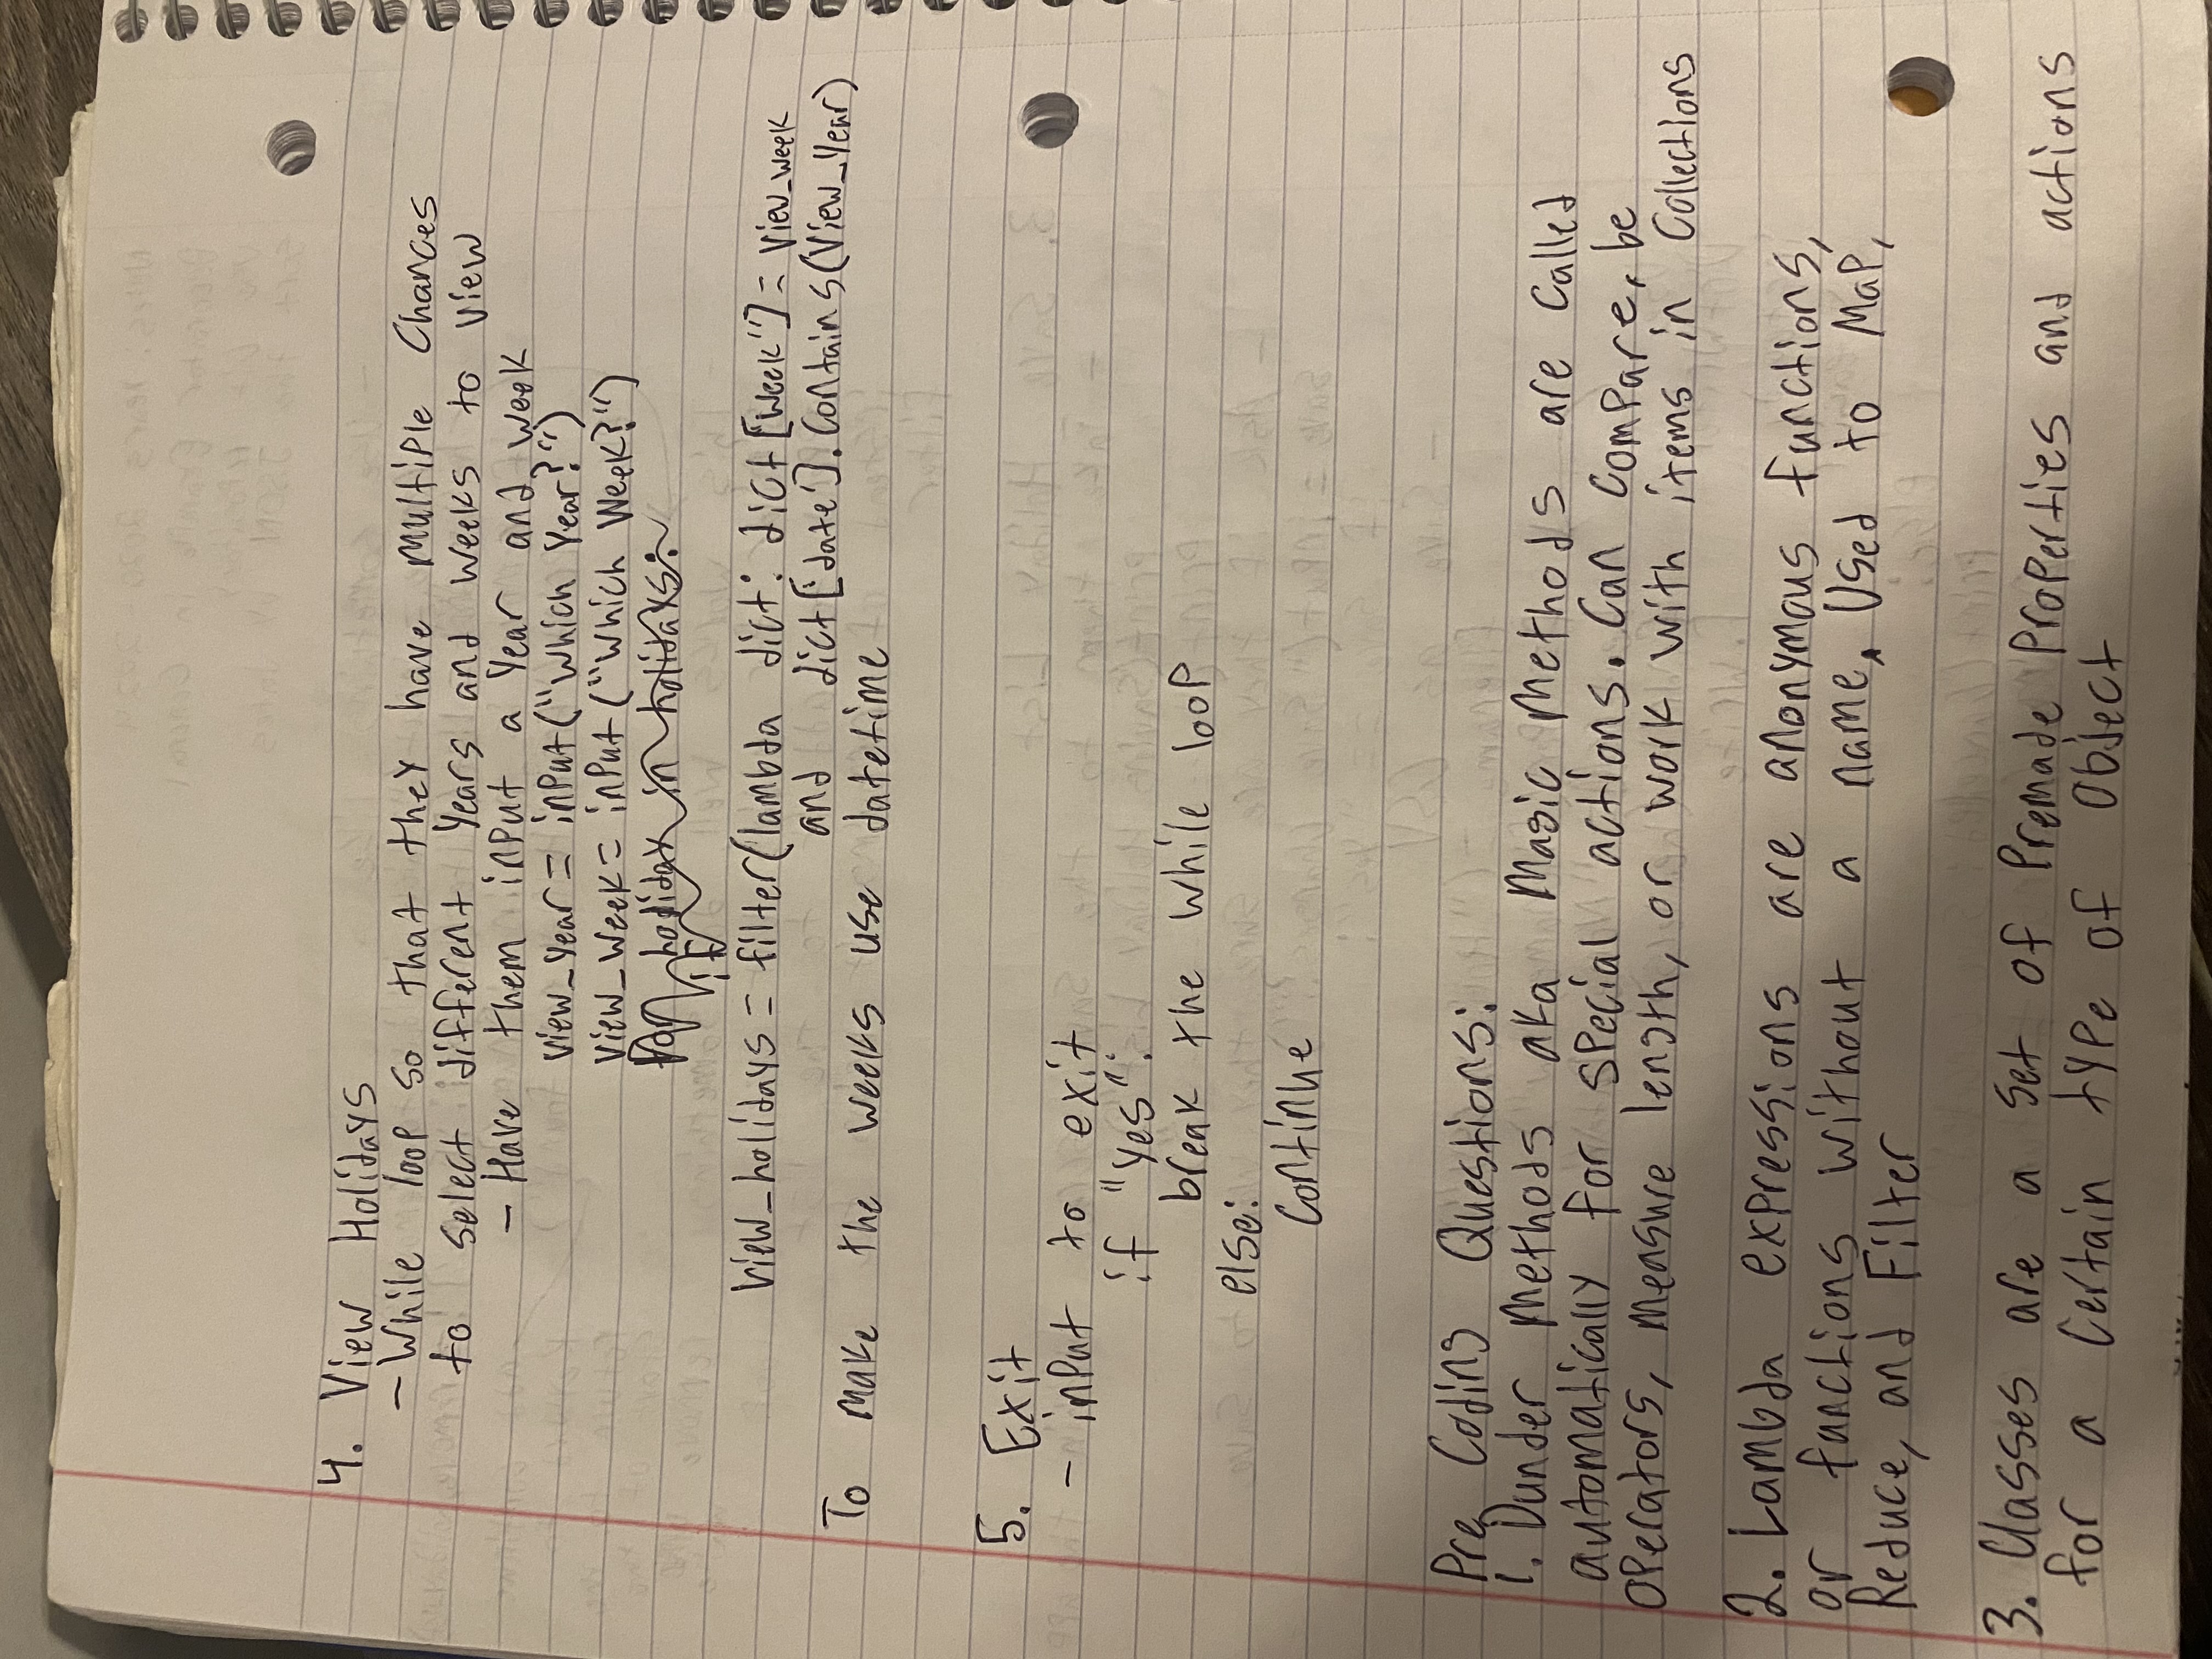 4. View Holidays
- While loop so that they have multiple chances
to select different years and weeks to view
- Have them input a year and week
view_year = input("Which Year?")
view_week = input("Which Week?")
for holiday in holidays:
if
view_holidays = filter(lambda dict: dict[week"] = view_week
and dict['date'].contains(view_year)
To make the weeks use datetime
5. Exit
- input to exit
if "yes":
break the while loop
else:
continue
Pre Coding Questions:
1. Dunder Methods aka Magic Methods are called
automatically for special actions. Can compare, be
operators, measure length, or work with items in collections
2. Lambda expressions are anonymous functions,
or functions without a name. Used to Map,
Reduce, and Filter
3. Classes are a set of premade properties and actions
for a certain type of object